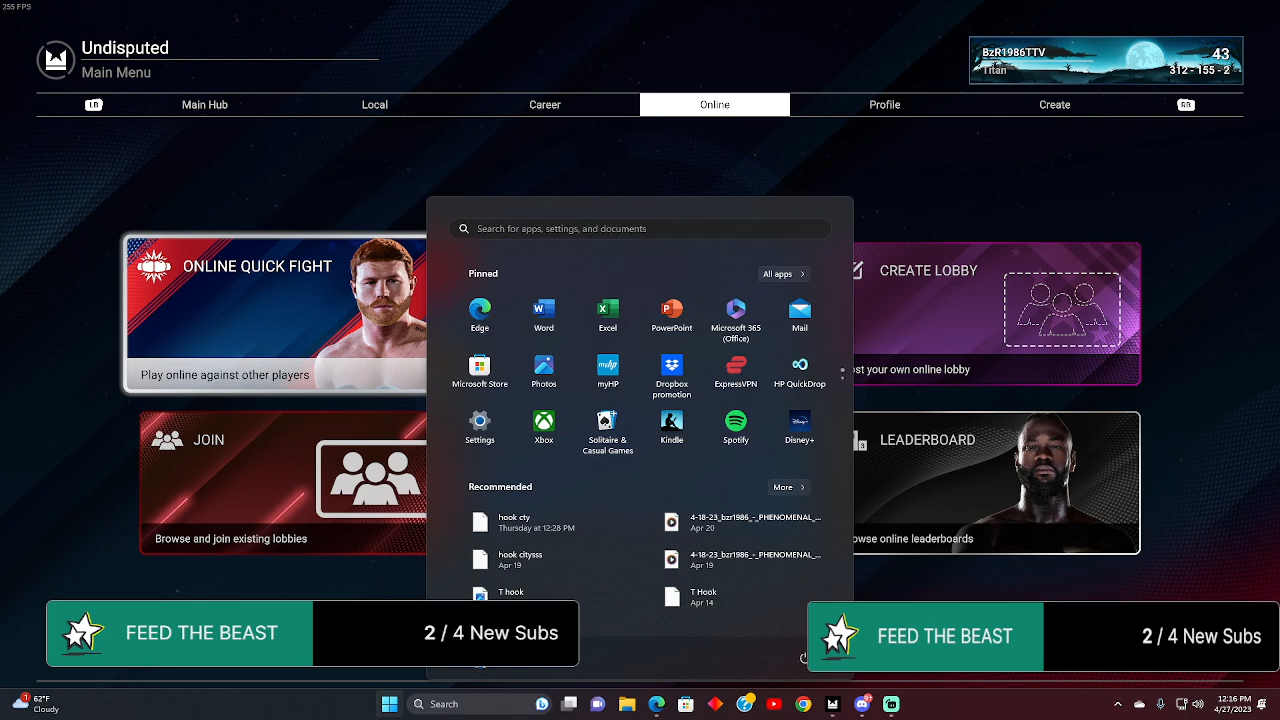 255 FPS
Undisputed
Main Menu
BzR1986TTV
43
Titan
312 - 155 - 2
LB
Main Hub
Local
Career
Online
Profile
Create
RB
ONLINE QUICK FIGHT
Play online against other players
CREATE LOBBY
ost your own online lobby
JOIN
Browse and join existing lobbies
3
LEADERBOARD
owse online leaderboards
Search for apps, settings, and documents
Pinned
All apps
Edge
Word
Excel
PowerPoint
Microsoft 365
(Office)
Mail
Microsoft Store
Photos
myHP
Dropbox
promotion
ExpressVPN
HP QuickDrop
Settings
Xbox
Solitaire &
Casual Games
Kindle
Spotify
Disney+
Recommended
More
hook cty
Thursday at 12:28 PM
4-18-23_bzr1986_-_PHENOMENAL_...
Apr 20
hook citysss
Apr 19
4-18-23_bzr1986_-_PHENOMENAL_...
Apr 19
T hook
T Hook
Apr 14
FEED THE BEAST
2 / 4 New Subs
FEED THE BEAST
2 / 4 New Subs
1
62°F
Cloudy
Search
9+
12:16 PM
4/27/2023